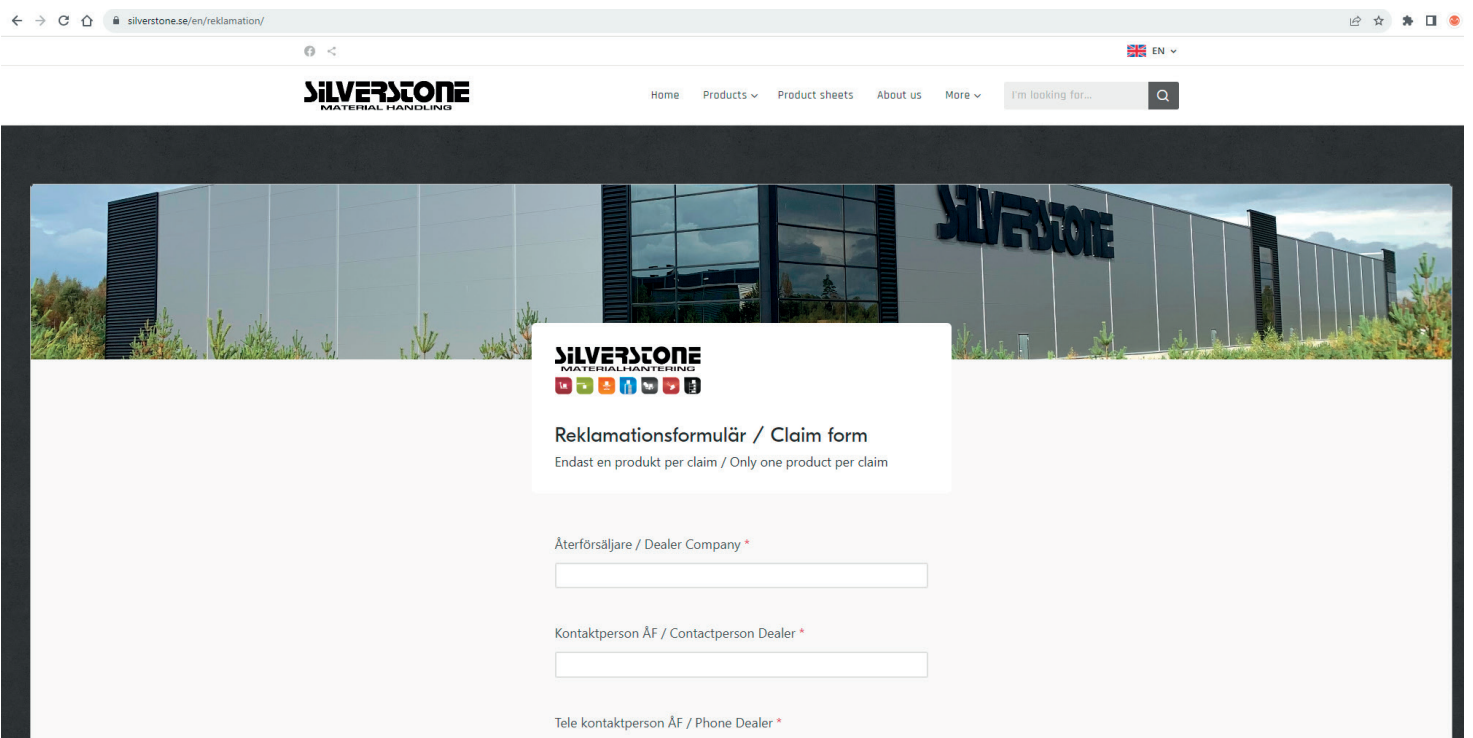 silverstone.se/en/reklamation/
EN
SiLVERSTONE
MATERIAL HANDLING
Home Products Product sheets About us More I'm looking for...
SiLVERSTONE
SiLVERSTONE
MATERIALHANTERING
Reklamationsformulär / Claim form
Endast en produkt per claim / Only one product per claim
Återförsäljare / Dealer Company *
Kontaktperson ÅF / Contactperson Dealer *
Tele kontaktperson ÅF / Phone Dealer *